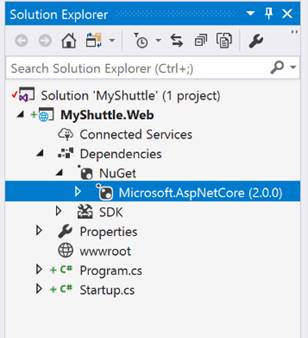 Solution Explorer
Search Solution Explorer (Ctrl+;)
Solution 'MyShuttle' (1 project)
MyShuttle.Web
Connected Services
Dependencies
NuGet
Microsoft.AspNetCore (2.0.0)
SDK
Properties
wwwroot
C# Program.cs
C# Startup.cs